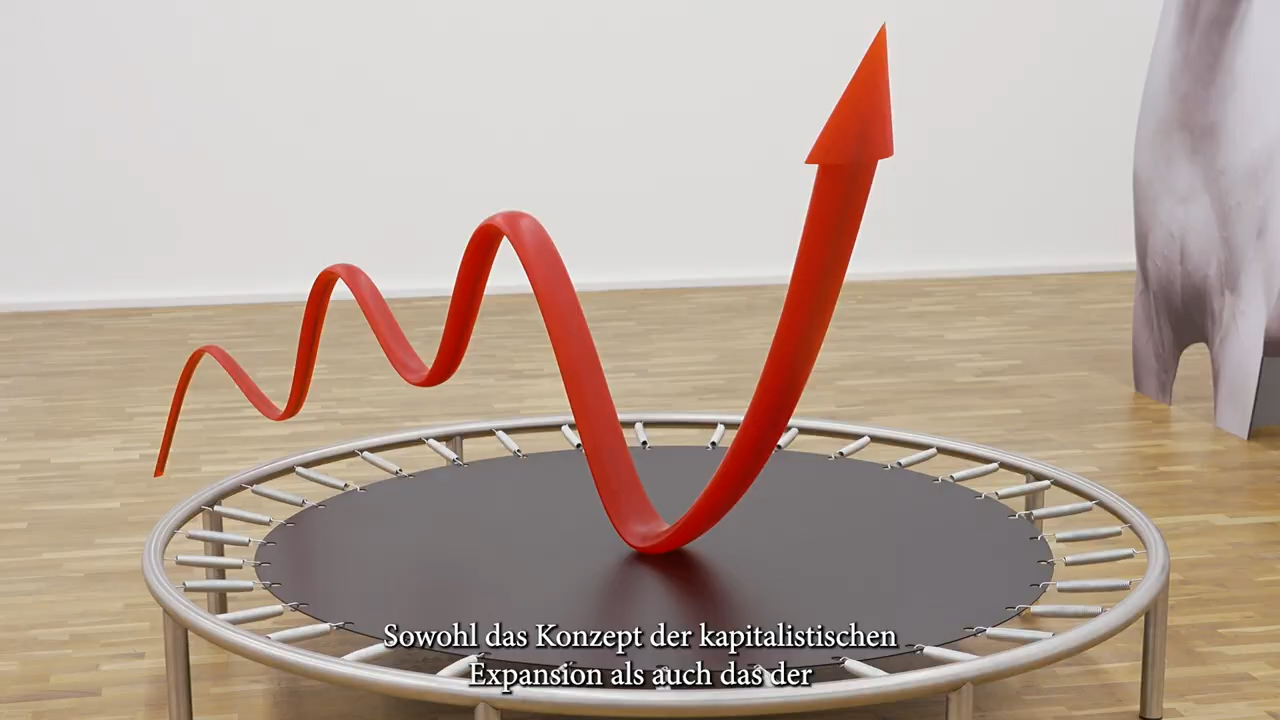 Sowohl das Konzept der kapitalistischen
Expansion als auch das der